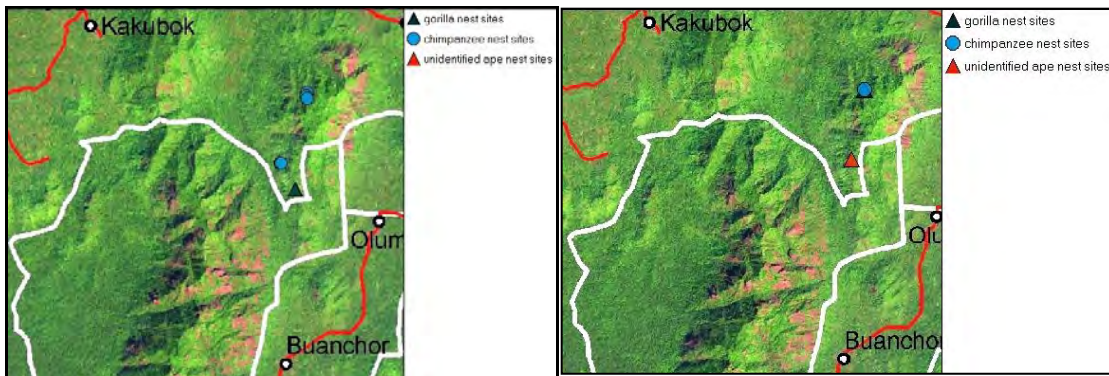 Kakubok
Olum
Buanchor
gorilla nest sites
chimpanzee nest sites
unidentified ape nest sites
Kakubok
Olu
Buanchor
gorilla nest sites
chimpanzee nest sites
unidentified ape nest sites